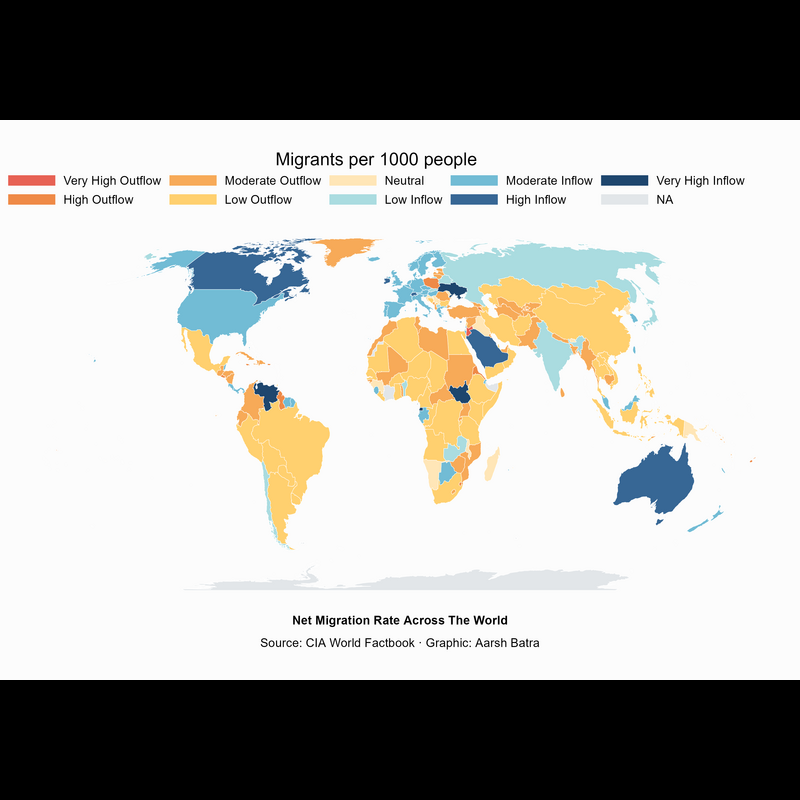 Migrants per 1000 people
Very High Outflow Moderate Outflow Neutral Moderate Inflow Very High Inflow
High Outflow Low Outflow Low Inflow High Inflow NA
Net Migration Rate Across The World
Source: CIA World Factbook · Graphic: Aarsh Batra